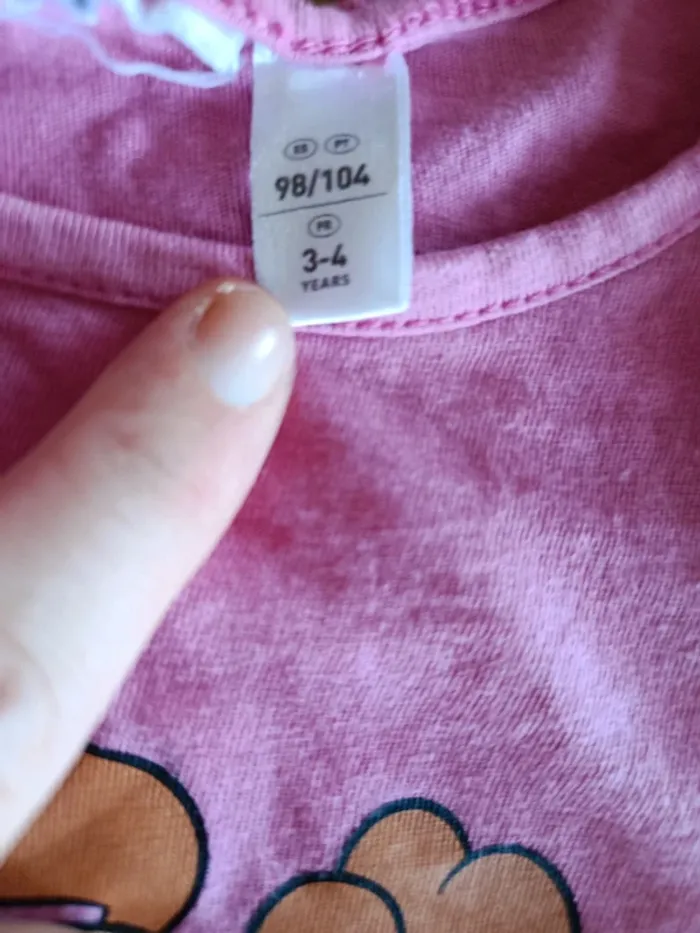 ES PT
98/104
FR
3-4
YEARS